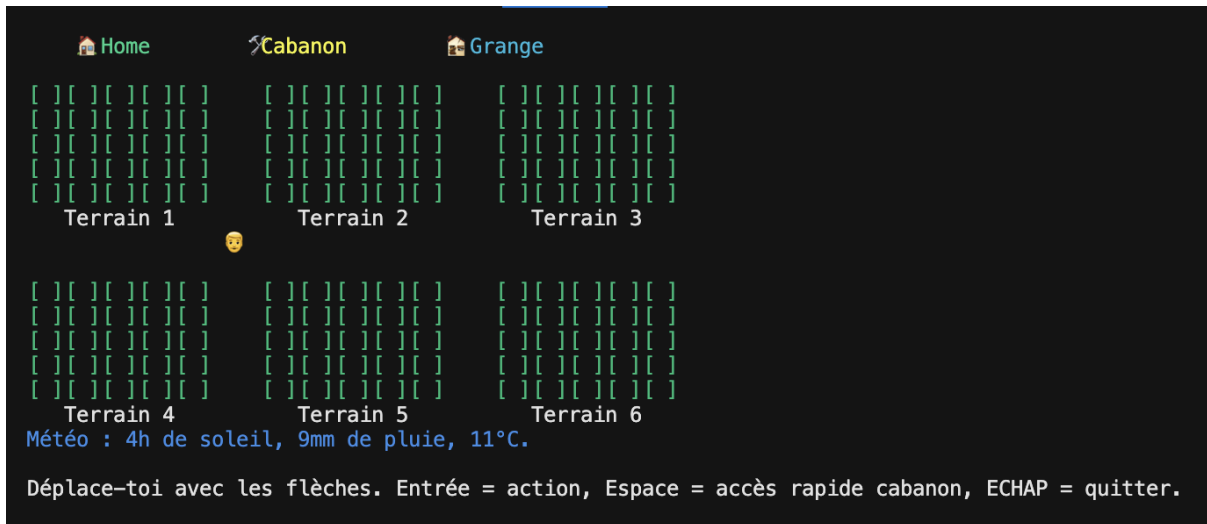 Home Cabanon Grange
[ ][ ][ ][ ][ ] [ ][ ][ ][ ][ ] [ ][ ][ ][ ][ ]
[ ][ ][ ][ ][ ] [ ][ ][ ][ ][ ] [ ][ ][ ][ ][ ]
[ ][ ][ ][ ][ ] [ ][ ][ ][ ][ ] [ ][ ][ ][ ][ ]
[ ][ ][ ][ ][ ] [ ][ ][ ][ ][ ] [ ][ ][ ][ ][ ]
[ ][ ][ ][ ][ ] [ ][ ][ ][ ][ ] [ ][ ][ ][ ][ ]
Terrain 1 Terrain 2 Terrain 3
[ ][ ][ ][ ][ ] [ ][ ][ ][ ][ ] [ ][ ][ ][ ][ ]
[ ][ ][ ][ ][ ] [ ][ ][ ][ ][ ] [ ][ ][ ][ ][ ]
[ ][ ][ ][ ][ ] [ ][ ][ ][ ][ ] [ ][ ][ ][ ][ ]
[ ][ ][ ][ ][ ] [ ][ ][ ][ ][ ] [ ][ ][ ][ ][ ]
[ ][ ][ ][ ][ ] [ ][ ][ ][ ][ ] [ ][ ][ ][ ][ ]
Terrain 4 Terrain 5 Terrain 6
Météo : 4h de soleil, 9mm de pluie, 11°C.
Déplace-toi avec les flèches. Entrée = action, Espace = accès rapide cabanon, ECHAP = quitter.